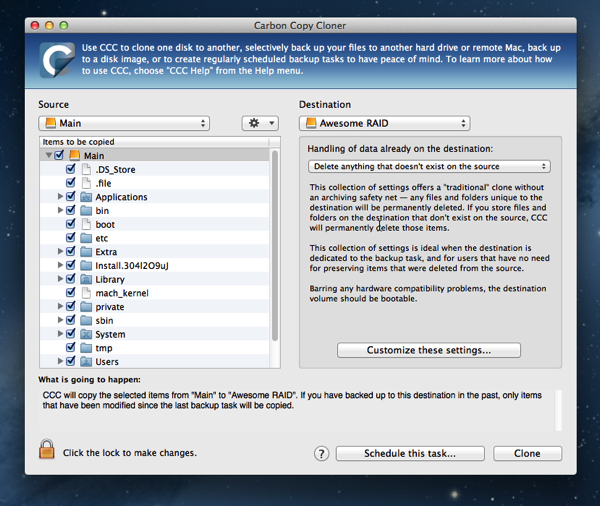 Carbon Copy Cloner
Use CCC to clone one disk to another, selectively back up your files to another hard drive or remote Mac, back up
to a disk image, or to create regularly scheduled backup tasks to have peace of mind. To learn more about how
to use CCC, choose "CCC Help" from the Help menu.
Source
Main
Items to be copied
Main
.DS_Store
.file
Applications
bin
boot
etc
Extra
Install.304I2O9uJ
Library
mach_kernel
private
sbin
System
tmp
Users
Destination
Awesome RAID
Handling of data already on the destination:
Delete anything that doesn't exist on the source
This collection of settings offers a "traditional" clone without
an archiving safety net — any files and folders unique to the
destination will be permanently deleted. If you store files and
folders on the destination that don't exist on the source, CCC
will permanently delete those items.
This collection of settings is ideal when the destination is
dedicated to the backup task, and for users that have no need
for preserving items that were deleted from the source.
Barring any hardware compatibility problems, the destination
volume should be bootable.
Customize these settings...
What is going to happen:
CCC will copy the selected items from "Main" to "Awesome RAID". If you have backed up to this destination in the past, only items
that have been modified since the last backup task will be copied.
Click the lock to make changes.
?
Schedule this task...
Clone